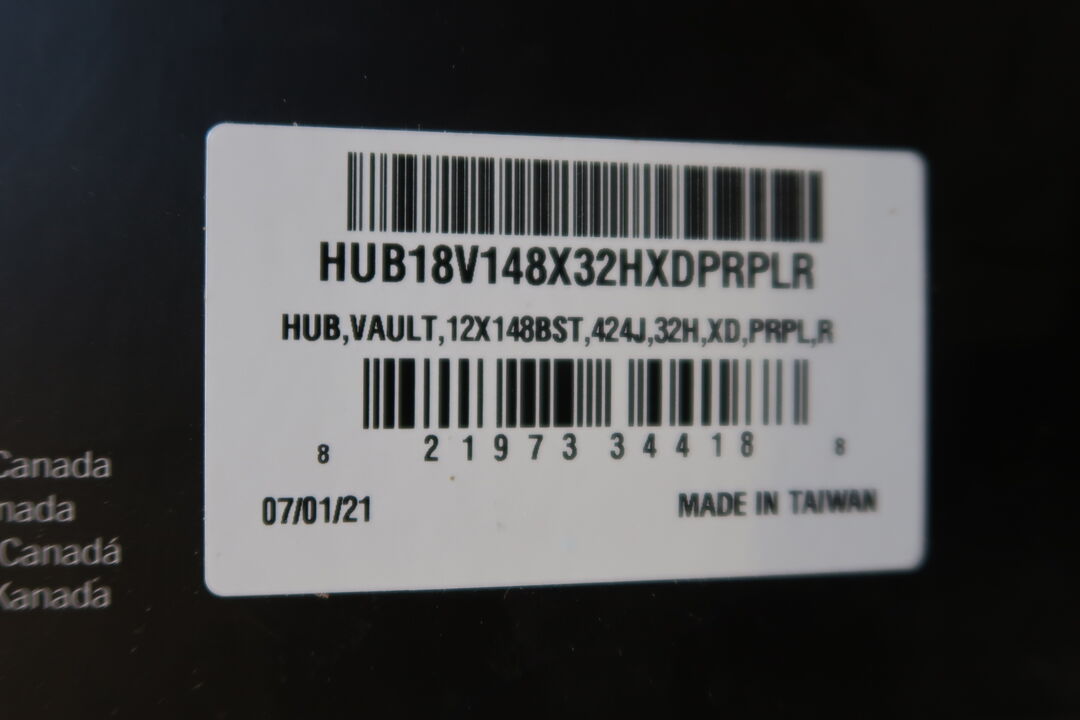 HUB18V148X32HXDPRPLR
HUB,VAULT,12X148BST,424J,32H,XD,PRPL,R
8 21973 34418 8
07/01/21
MADE IN TAIWAN
Canada
Canadá
Kanada